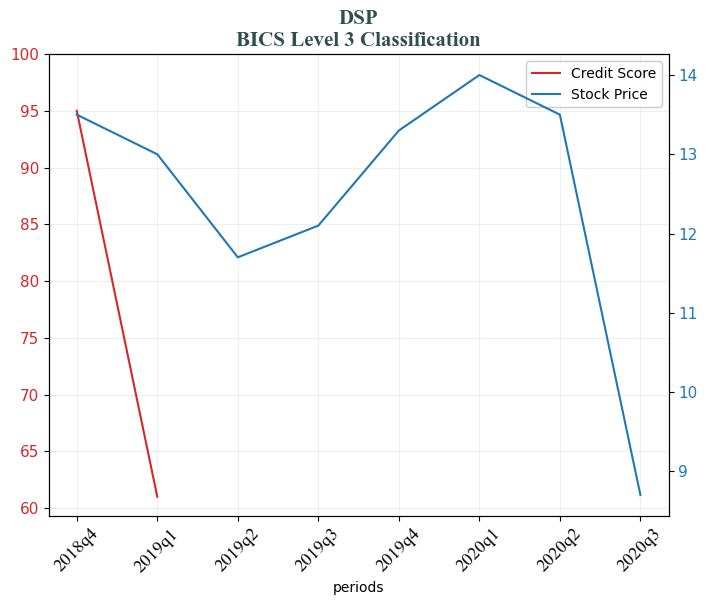 DSP
BICS Level 3 Classification
Credit Score
Stock Price
100
95
90
85
80
75
70
65
60
14
13
12
11
10
9
2018q4
2019q1
2019q2
2019q3
2019q4
2020q1
2020q2
2020q3
periods